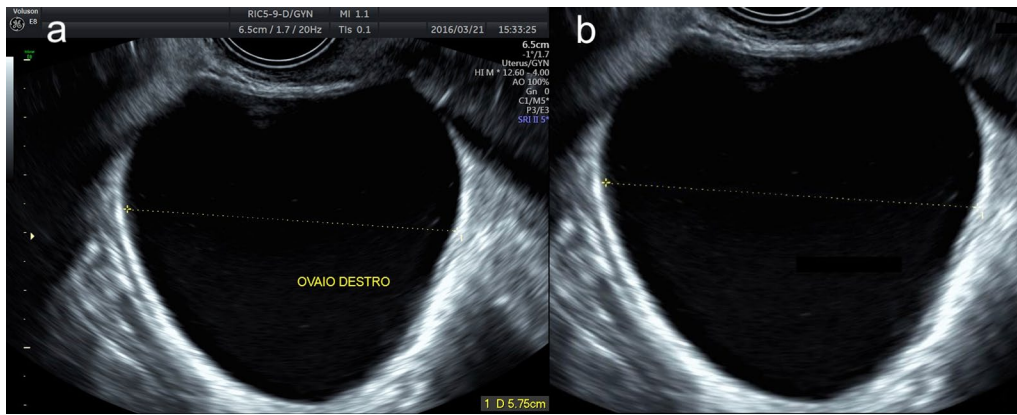 Voluson
E8
RIC5-9-D/GYN MI 1.1
6.5cm / 1.7 / 20Hz TIs 0.1 2016/03/21 15:33:25
a
b
6.5cm
-1°/1.7
Uterus/GYN
HI M * 12.60 - 4.00
AO 100%
Gn 0
C1/M5*
P3/E3
SRI II 5*
OVAIO DESTRO
1 D 5.75cm